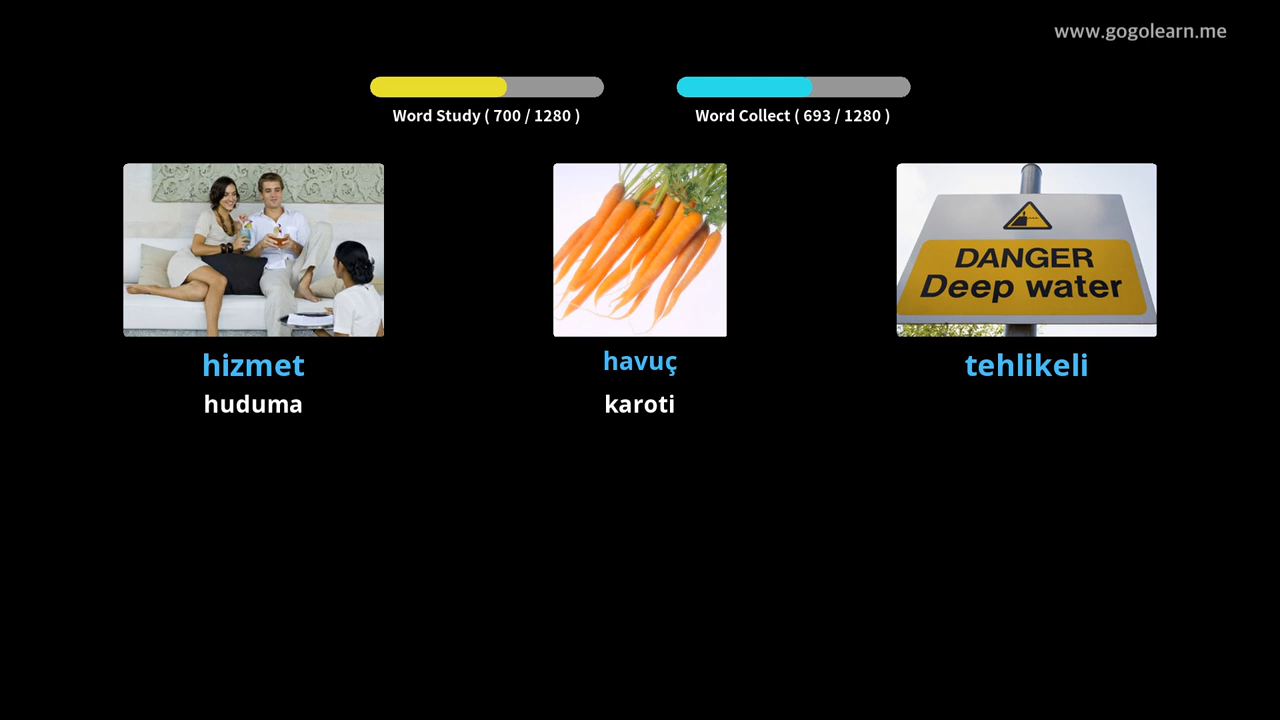 www.gogolearn.me
Word Study ( 700 / 1280 )
Word Collect ( 693 / 1280 )
DANGER
Deep water
hizmet
havuç
tehlikeli
huduma
karoti